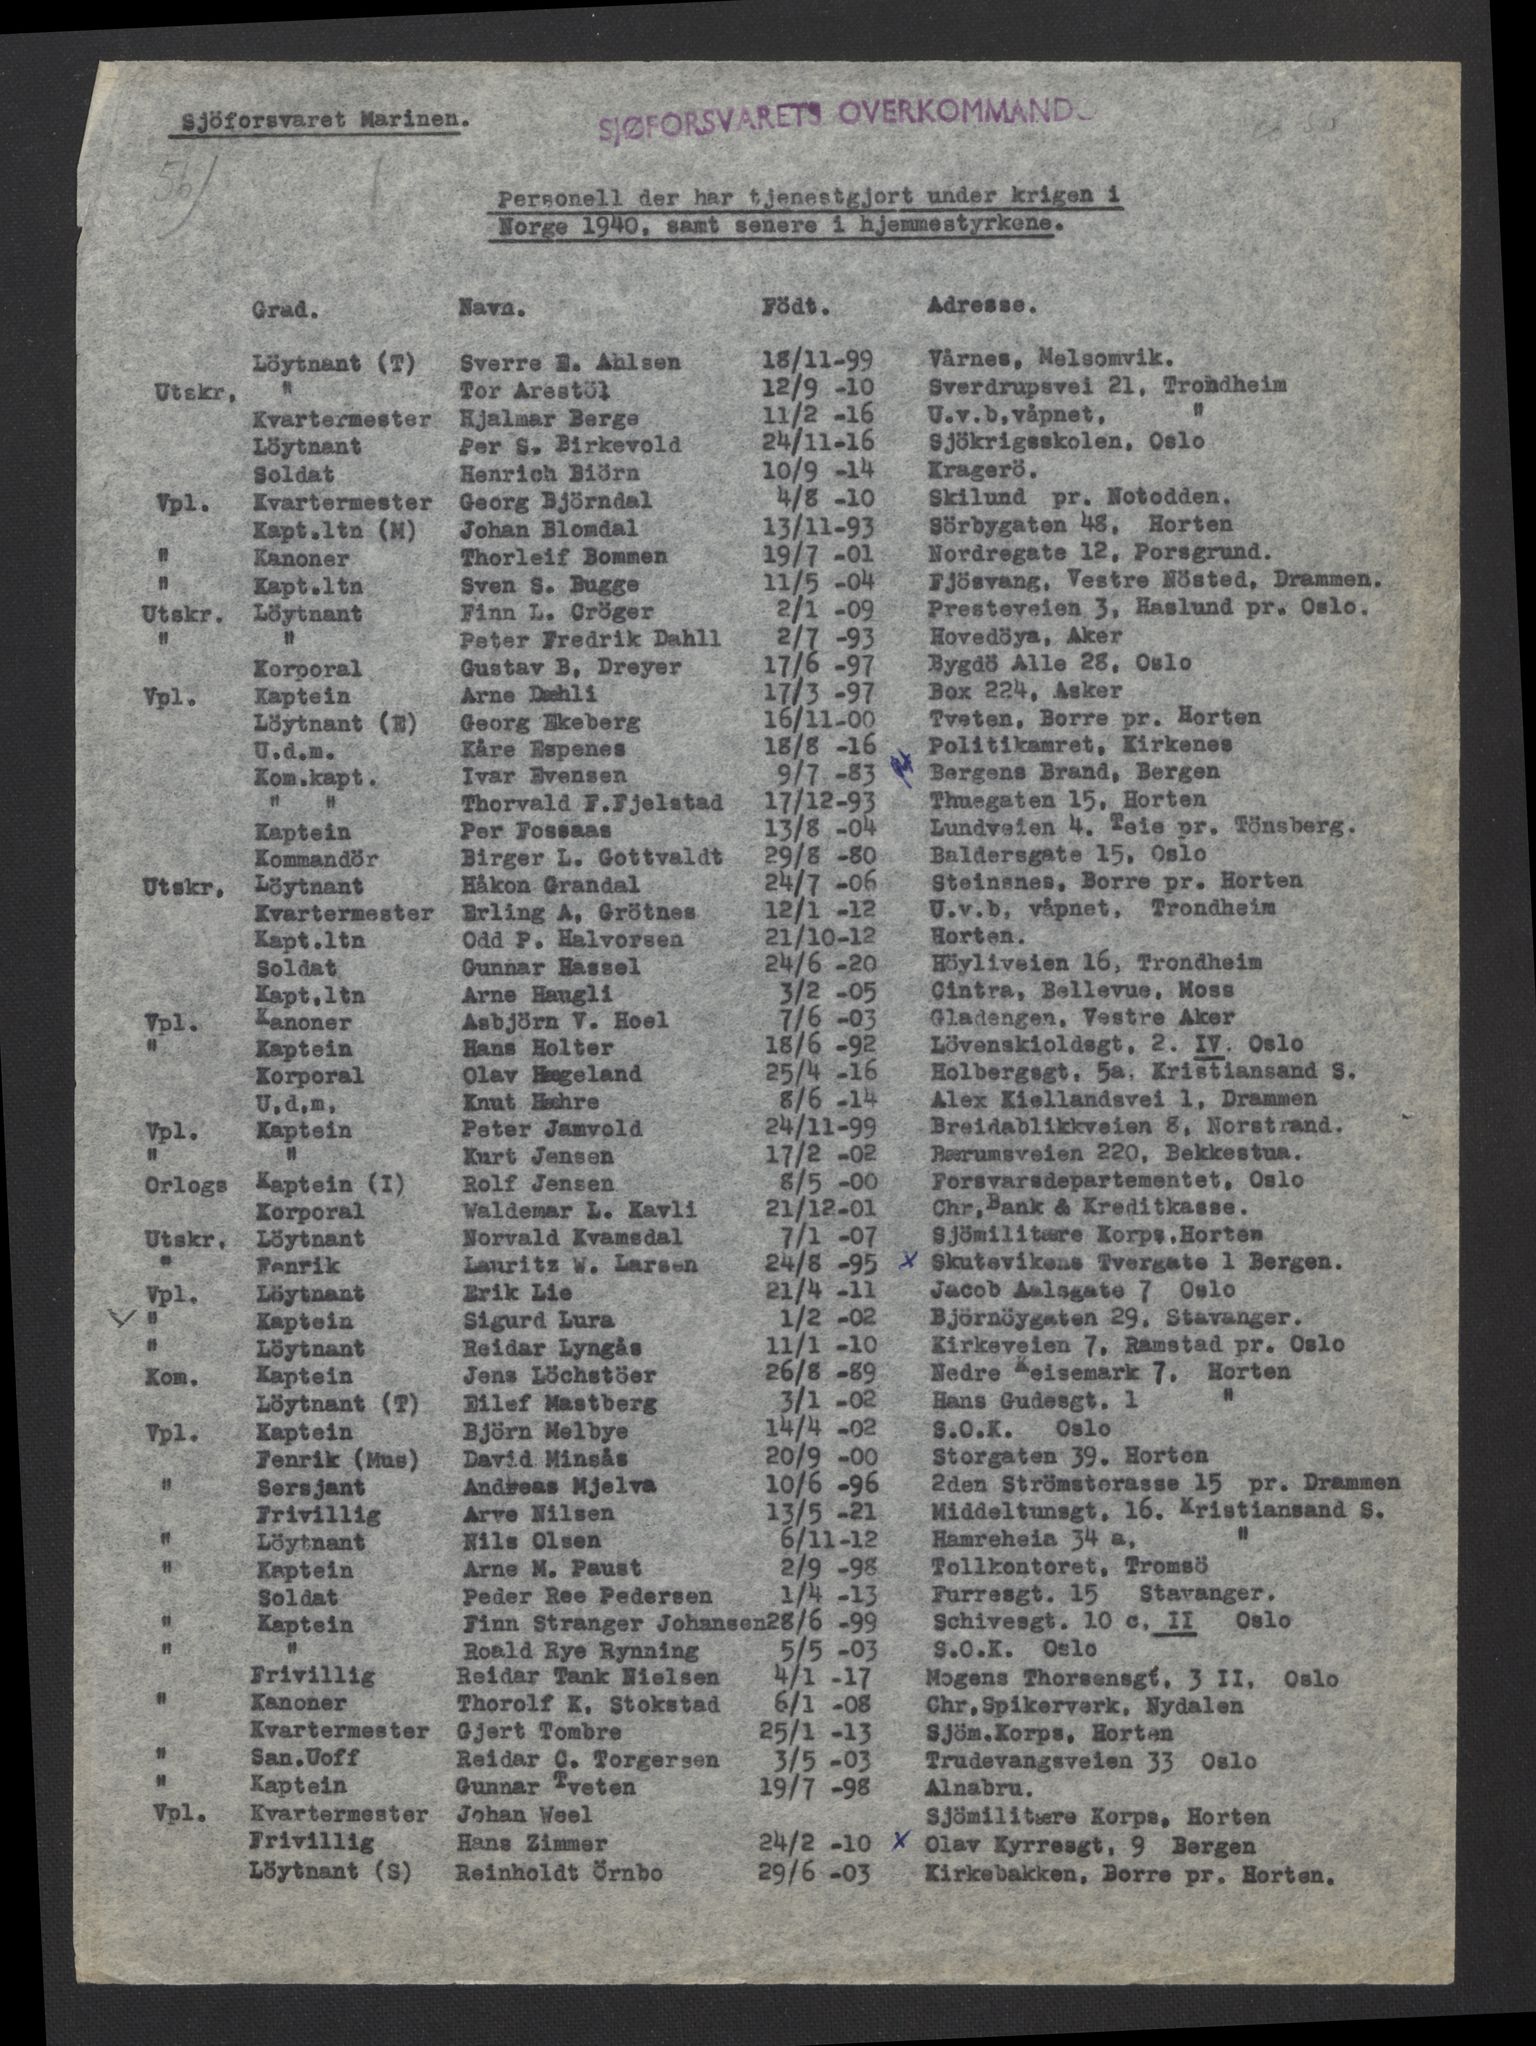 Sjöforsvaret Marinen.
SJØFORSVARETS OVERKOMMANDO
56)
Personell der har tjenestgjort under krigen i
Norge 1940, samt senere i hjemmestyrkene.
Grad. Navn. Födt. Adresse.
Löytnant (T) Sverre E. Ahlsen 18/11-99 Vårnes, Melsomvik.
Utskr, " Tor Arestöl 12/9 -10 Sverdrupsvei 21, Trondheim
Kvartermester Hjalmar Berge 11/2 -16 U.v.b,våpnet, "
Löytnant Per S. Birkevold 24/11-16 Sjökrigsskolen, Oslo
Soldat Henrich Biörn 10/9 -14 Kragerö.
Vpl. Kvartermester Georg Björndal 4/8 -10 Skilund pr. Notodden.
Kapt.ltn (M) Johan Blomdal 13/11-93 Sörbygaten 48, Horten
" Kanoner Thorleif Bommen 19/7 -01 Nordregate 12, Porsgrund.
" Kapt.ltn Sven S. Bugge 11/5 -04 Fjösvang, Vestre Nösted, Drammen.
Utskr. Löytnant Finn L. Cröger 2/1 -09 Presteveien 3, Haslund pr. Oslo.
" " Peter Fredrik Dahll 2/7 -93 Hovedöya, Aker
Korporal Gustav B, Dreyer 17/6 -97 Bygdö Alle 28, Oslo
Vpl. Kaptein Arne Dæhli 17/3 -97 Box 224, Asker
Löytnant (E) Georg Ekeberg 16/11-00 Tveten, Borre pr. Horten
U.d.m. Kåre Espenes 18/8 -16 Politikamret, Kirkenes
Kom.kapt. Ivar Evensen 9/7 -83 x Bergens Brand, Bergen
" " Thorvald F.Fjelstad 17/12-93 Thuegaten 15, Horten
Kaptein Per Fossaas 13/8 -04 Lundveien 4. Teie pr. Tönsberg.
Kommandör Birger L. Gottvaldt 29/8 -80 Baldersgate 15, Oslo
Utskr, Löytnant Håkon Grandal 24/7 -06 Steinsnes, Borre pr. Horten
Kvartermester Erling A, Grötnes 12/1 -12 U.v.b, våpnet, Trondheim
Kapt.ltn Odd P. Halvorsen 21/10-12 Horten.
Soldat Gunnar Hassel 24/6 -20 Höyliveien 16, Trondheim
Kapt,ltn Arne Haugli 3/2 -05 Cintra, Bellevue, Moss
Vpl. Kanoner Asbjörn V. Hoel 7/6 -03 Gladengen, Vestre Aker
" Kaptein Hans Holter 18/6 -92 Lövenskioldsgt, 2. IV. Oslo
Korporal Olav Hægeland 25/4 -16 Holbergsgt, 5a, Kristiansand S.
U,d,m, Knut Hæhre 8/6 -14 Alex Kiellandsvei 1, Drammen
Vpl. Kaptein Peter Jamvold 24/11-99 Breidablikkveien 8, Norstrand.
" " Kurt Jensen 17/2 -02 Bærumsveien 220, Bekkestua.
Orlogs Kaptein (I) Rolf Jensen 8/5 -00 Forsvarsdepartementet, Oslo
Korporal Waldemar L. Kavli 21/12-01 Chr,Bank & Kreditkasse.
Utskr, Löytnant Norvald Kvamsdal 7/1 -07 Sjömilitære Korps,Horten
" Fenrik Lauritz W. Larsen 24/8 -95 x Skutevikens Tvergate 1 Bergen.
Vpl. Löytnant Erik Lie 21/4 -11 Jacob Aalsgate 7 Oslo
" Kaptein Sigurd Lura 1/2 -02 Björnöygaten 29, Stavanger.
" Löytnant Reidar Lyngås 11/1 -10 Kirkeveien 7, Ramstad pr. Oslo
Kom. Kaptein Jens Löchstöer 26/8 -89 Nedre Keisemark 7, Horten
Löytnant (T) Eilef Mastberg 3/1 -02 Hans Gudesgt. 1 "
Vpl. Kaptein Björn Melbye 14/4 -02 S.O.K. Oslo
Fenrik (Mus) David Minsås 20/9 -00 Storgaten 39. Horten
" Sersjant Andreas Mjelva 10/6 -96 2den Strömsterasse 15 pr. Drammen
Frivillig Arve Nilsen 13/5 -21 Middeltunsgt, 16. Kristiansand S.
" Löytnant Nils Olsen 6/11-12 Hamreheia 34 a, "
" Kaptein Arne M. Paust 2/9 -98 Tollkontoret, Tromsö
Soldat Peder Ree Pedersen 1/4 -13 Furresgt. 15 Stavanger.
" Kaptein Finn Stranger Johansen28/6 -99 Schivesgt. 10 c, II Oslo
" " Roald Rye Rynning 5/5 -03 S.O.K. Oslo
Frivillig Reidar Tank Nielsen 4/1 -17 Mogens Thorsensgt, 3 II, Oslo
" Kanoner Thorolf K, Stokstad 6/1 -08 Chr,Spikerverk, Nydalen
Kvartermester Gjert Tombre 25/1 -13 Sjöm.Korps, Horten
" San.Uoff Reidar C. Torgersen 3/5 -03 Trudevangsveien 33 Oslo
" Kaptein Gunnar Tveten 19/7 -98 Alnabru.
Vpl. Kvartermester Johan Weel Sjömilitære Korps, Horten
Frivillig Hans Zimmer 24/2 -10 x Olav Kyrresgt, 9 Bergen
Löytnant (S) Reinholdt Örnbo 29/6 -03 Kirkebakken, Borre pr. Horten.